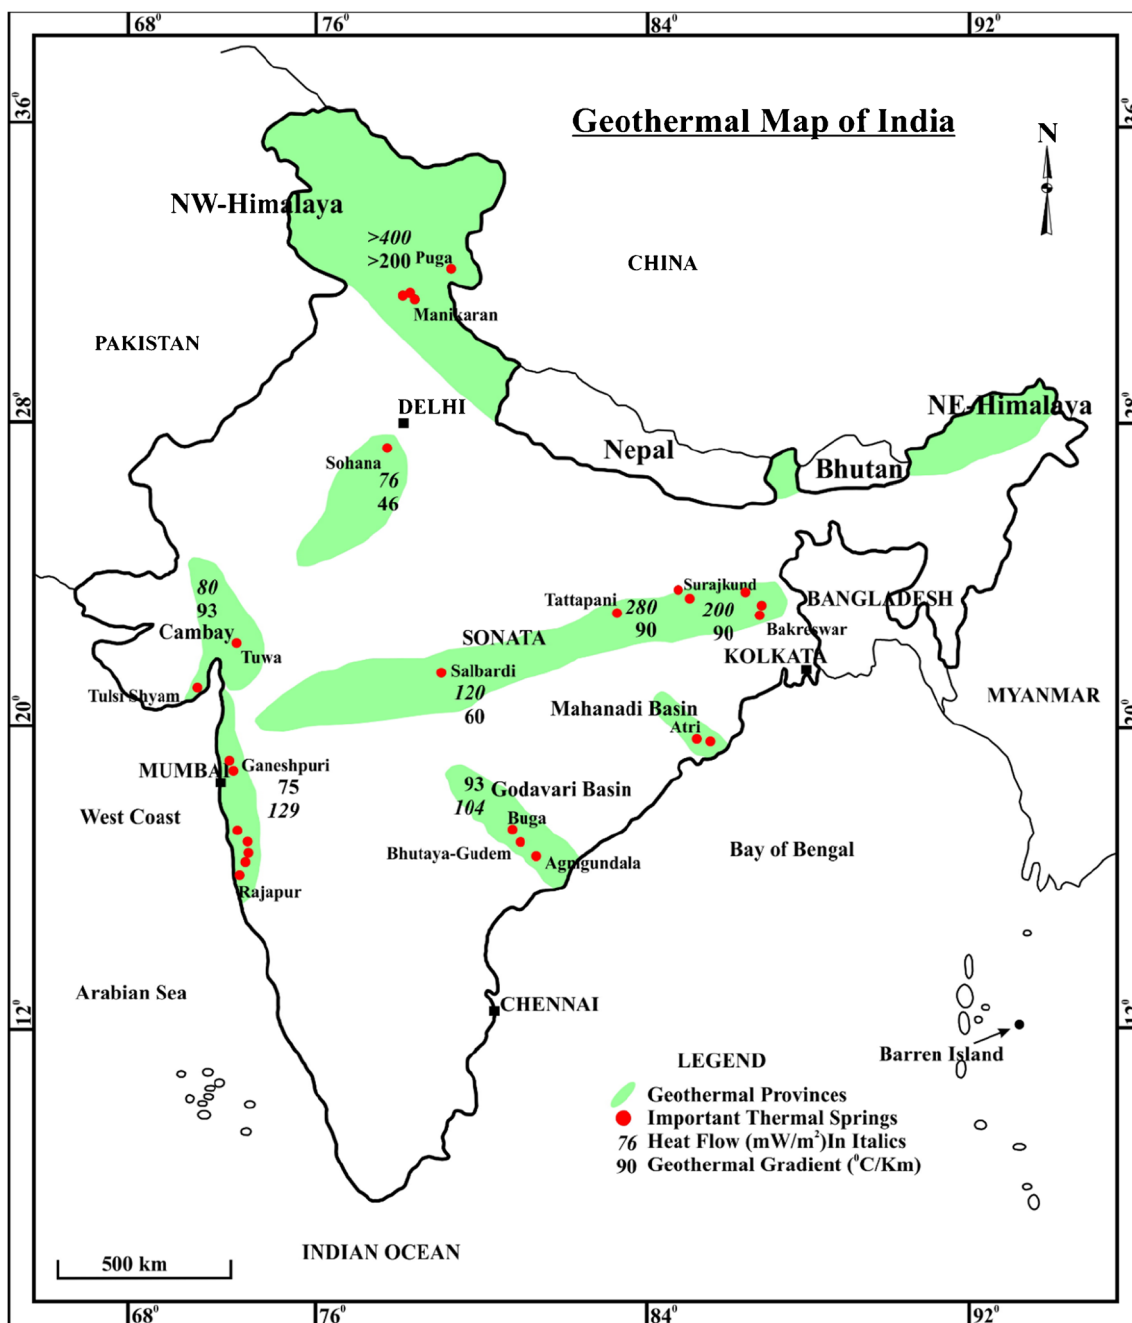 68⁰ 76⁰ 84⁰ 92⁰
36⁰
Geothermal Map of India
N
NW-Himalaya
>400
>200
Puga
CHINA
Manikaran
PAKISTAN
DELHI
NE-Himalaya
28⁰
28⁰
Nepal
Bhutan
Sohana
76
46
80
93
Cambay
Tuwa
Tulsi Shyam
SONATA
Tattapani
280
90
Surajkund
200
90
Bakreswar
BANGLADESH
KOLKATA
Salbardi
120
60
MYANMAR
20⁰
Mahanadi Basin
Atri
MUMBAI
Ganeshpuri
75
129
West Coast
Rajapur
93
104
Godavari Basin
Buga
Bhutaya-Gudem
Agnigundala
Bay of Bengal
Arabian Sea
CHENNAI
12⁰
12⁰
Barren Island
LEGEND
Geothermal Provinces
Important Thermal Springs
76 Heat Flow (mW/m²)In Italics
90 Geothermal Gradient (⁰C/Km)
INDIAN OCEAN
500 km
68⁰ 76⁰ 84⁰ 92⁰